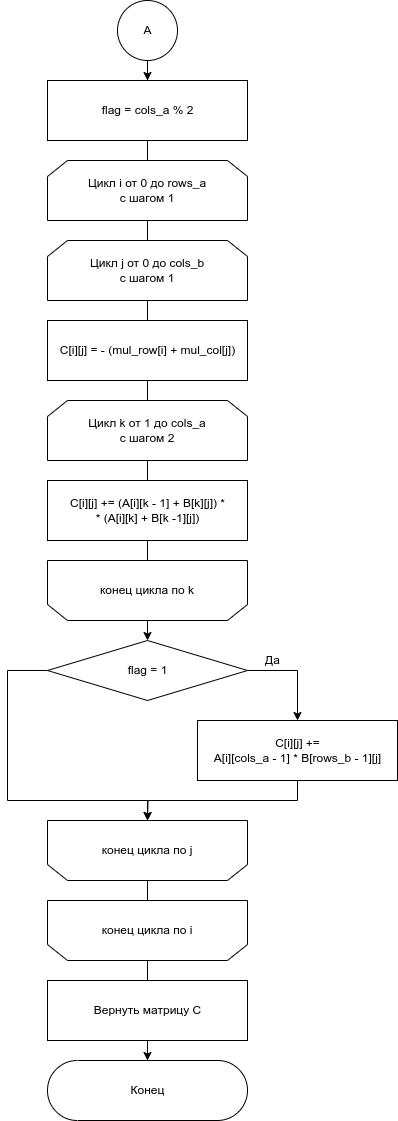 A
flag = cols_a % 2
Цикл i от 0 до rows_a
с шагом 1
Цикл j от 0 до cols_b
с шагом 1
C[i][j] = - (mul_row[i] + mul_col[j])
Цикл k от 1 до cols_a
с шагом 2
C[i][j] += (A[i][k - 1] + B[k][j]) *
* (A[i][k] + B[k -1][j])
конец цикла по k
flag = 1
Да
C[i][j] +=
A[i][cols_a - 1] * B[rows_b - 1][j]
конец цикла по j
конец цикла по i
Вернуть матрицу C
Конец